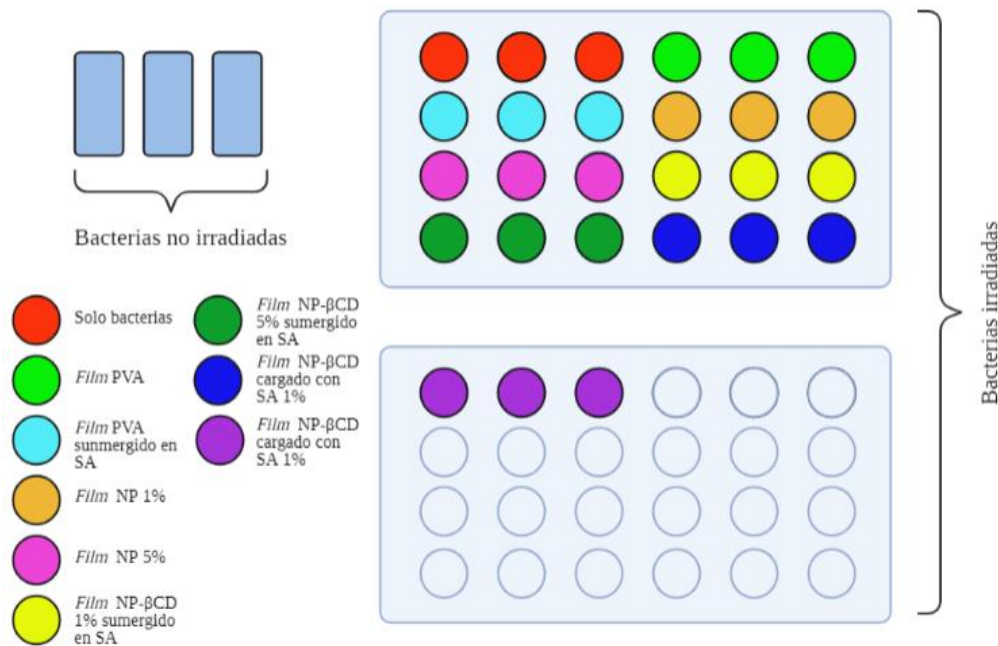 Bacterias no irradiadas
Solo bacterias
Film PVA
Film PVA
sunmergido en
SA
Film NP 1%
Film NP 5%
Film NP-βCD
1% sumergido
en SA
Film NP-βCD
5% sumergido
en SA
Film NP-βCD
cargado con
SA 1%
Film NP-βCD
cargado con
SA 1%
Bacterias irradiadas